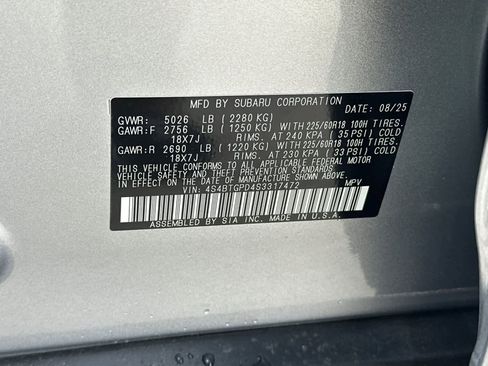 MFD BY SUBARU CORPORATION
DATE: 08/25
GVWR: 5026 LB (2280 KG)
GAWR:F 2756 LB (1250 KG) WITH 225/60R18 100H TIRES.
18X7J RIMS. AT 240 KPA ( 35 PSI) COLD
GAWR:R 2690 LB (1220 KG) WITH 225/60R18 100H TIRES.
18X7J RIMS. AT 230 KPA ( 33 PSI) COLD
THIS VEHICLE CONFORMS TO ALL APPLICABLE FEDERAL MOTOR
VEHICLE SAFETY AND THEFT PREVENTION STANDARDS
IN EFFECT ON THE DATE OF MANUFACTURE SHOWN ABOVE.
VIN: 4S4BTGPD4S3317472 MPV
ASSEMBLED BY SIA INC. MADE IN U.S.A.